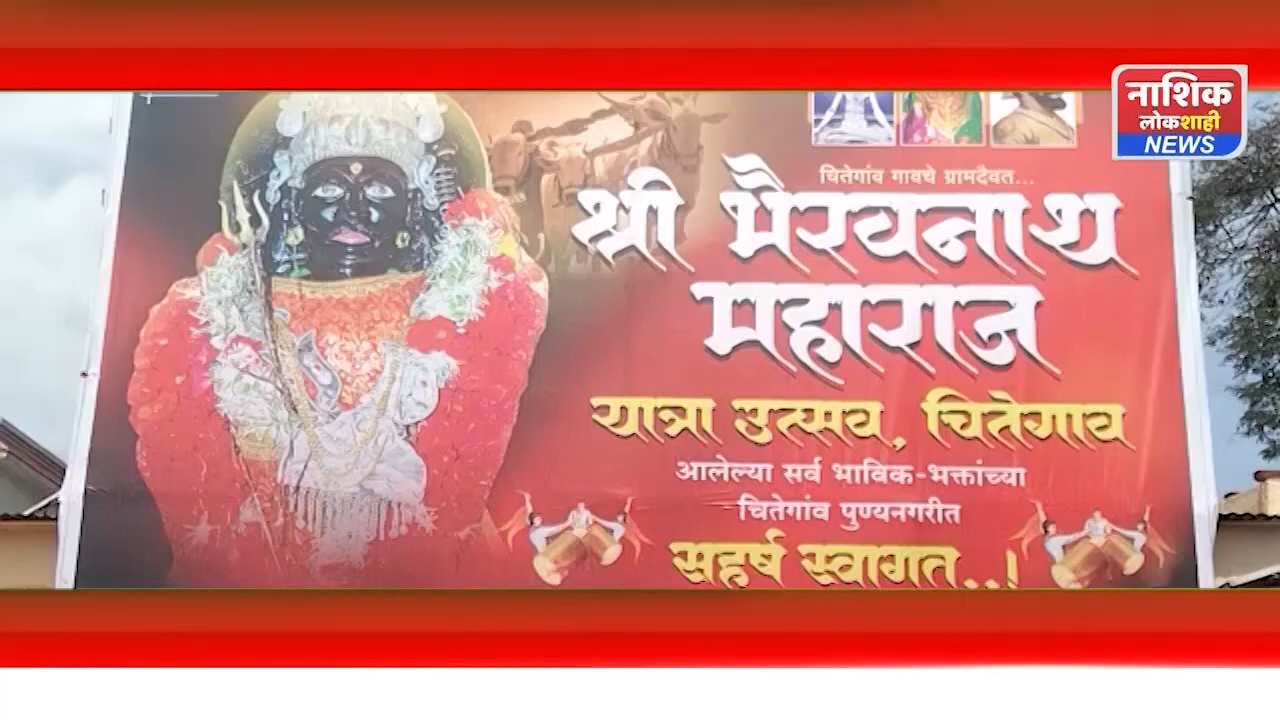 नाशिक
लोकशाही
NEWS
चितेगांव गावचे ग्रामदैवत...
श्री भैरवनाथ
महाराज
यात्रा उत्सव, चितेगाव
आलेल्या सर्व भाविक-भक्तांच्या
चितेगांव पुण्यनगरीत
सहर्ष स्वागत..!